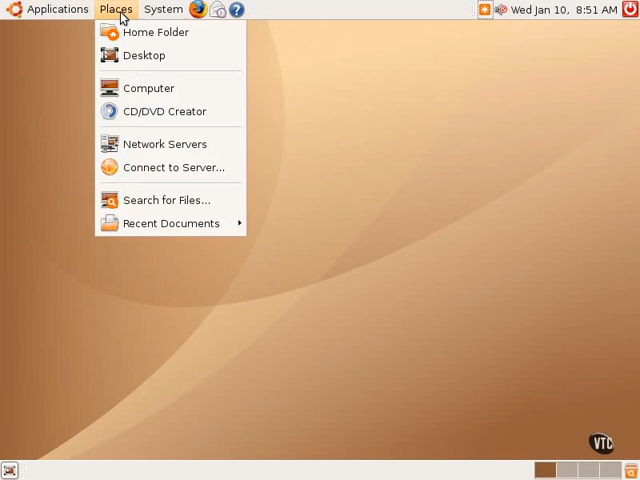 Applications Places System Wed Jan 10, 8:51 AM
Home Folder
Desktop
Computer
CD/DVD Creator
Network Servers
Connect to Server...
Search for Files...
Recent Documents
VTC